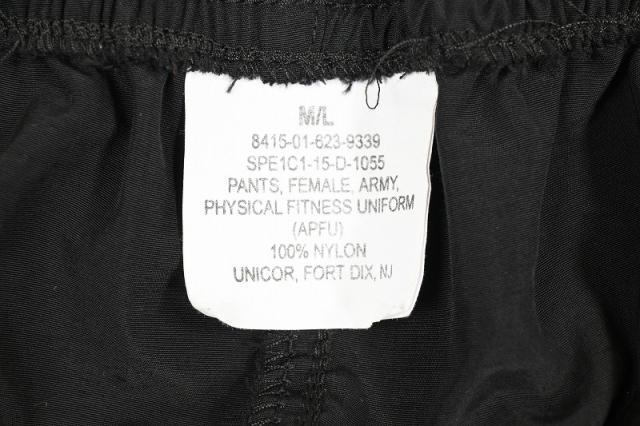 M/L
8415-01-623-9339
SPE1C1-15-D-1055
PANTS, FEMALE, ARMY,
PHYSICAL FITNESS UNIFORM
(APFU)
100% NYLON
UNICOR, FORT DIX, NJ